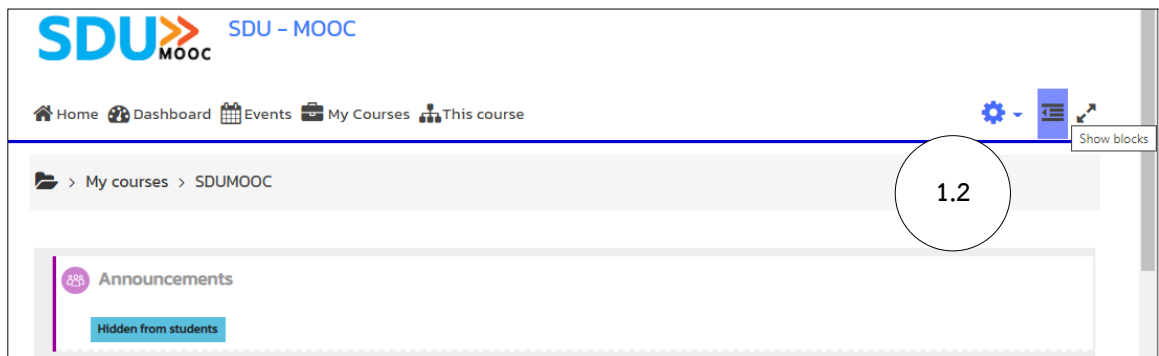 SDU MOOC
SDU - MOOC
Home Dashboard Events My Courses This course
Show blocks
> My courses > SDUMOOC
1.2
Announcements
Hidden from students